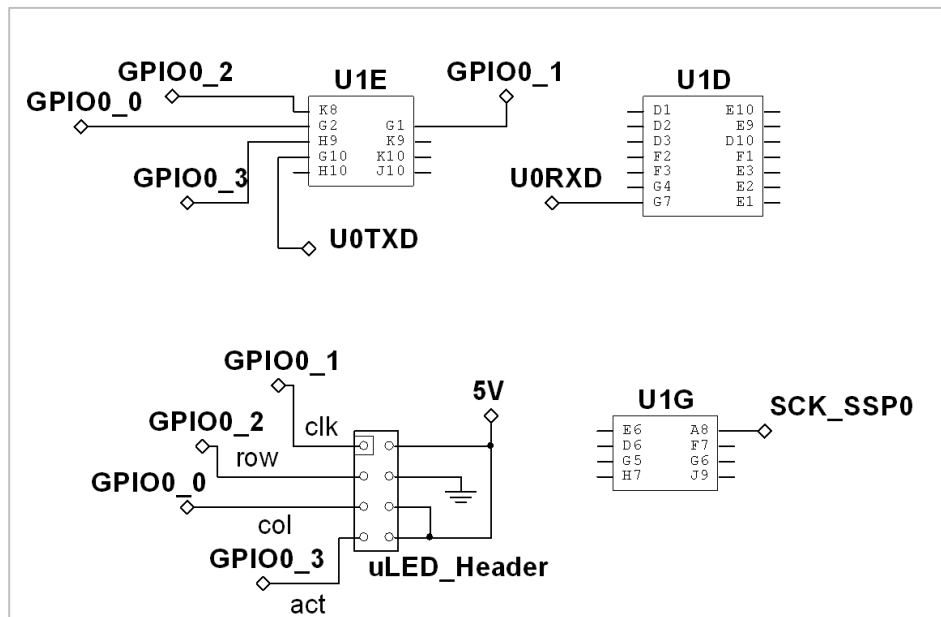 GPIO0_2
U1E
GPIO0_1
U1D
GPIO0_0
K8
G2 G1
H9 K9
G10 K10
H10 J10
D1 E10
D2 E9
D3 D10
F2 F1
F3 E3
G4 E2
G7 E1
GPIO0_3
U0RXD
U0TXD
GPIO0_1
5V
U1G
SCK_SSP0
GPIO0_2
clk
row
E6 A8
D6 F7
G5 G6
H7 J9
GPIO0_0
col
GPIO0_3
uLED_Header
act